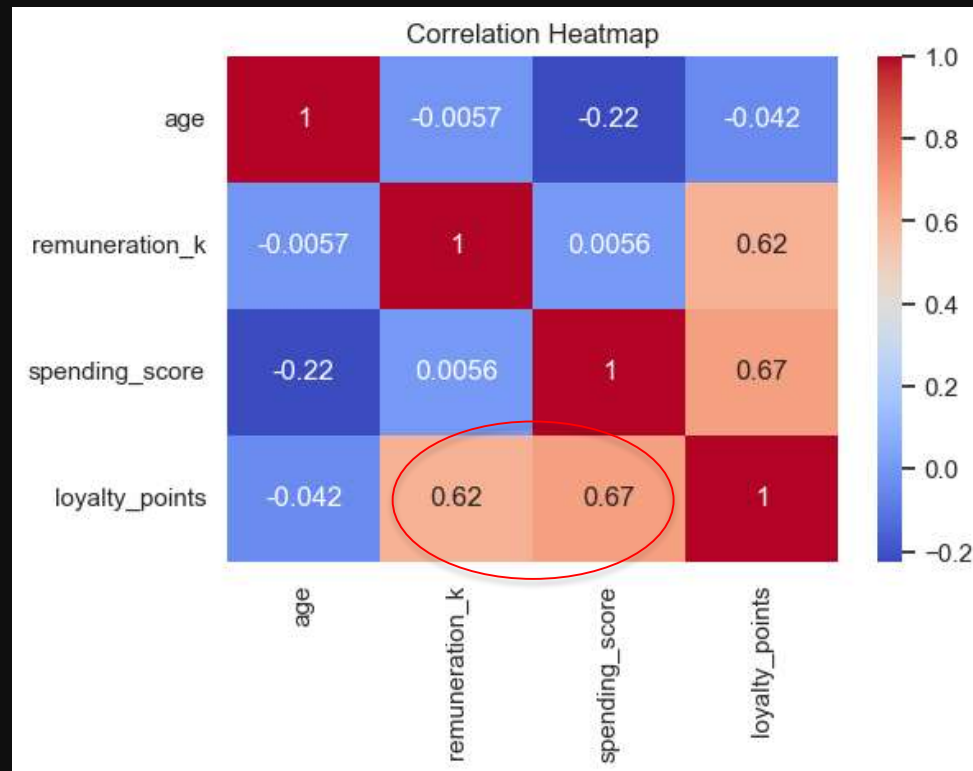 Correlation Heatmap
age 1 -0.0057 -0.22 -0.042
remuneration_k -0.0057 1 0.0056 0.62
spending_score -0.22 0.0056 1 0.67
loyalty_points -0.042 0.62 0.67 1
age
remuneration_k
spending_score
loyalty_points
1.0
0.8
0.6
0.4
0.2
0.0
−0.2